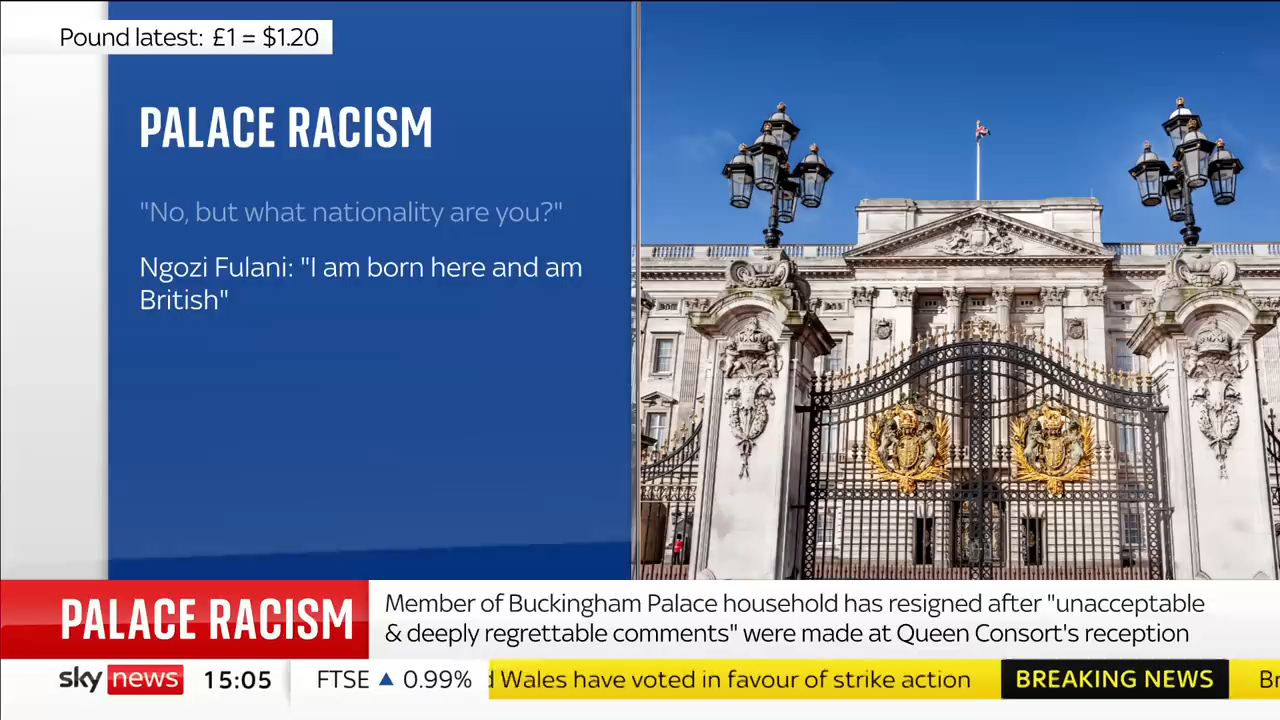 Pound latest: £1 = $1.20
PALACE RACISM
"No, but what nationality are you?"
Ngozi Fulani: "I am born here and am
British"
PALACE RACISM
Member of Buckingham Palace household has resigned after "unacceptable
& deeply regrettable comments" were made at Queen Consort's reception
sky news 15:05 FTSE ▲ 0.99% Wales have voted in favour of strike action BREAKING NEWS